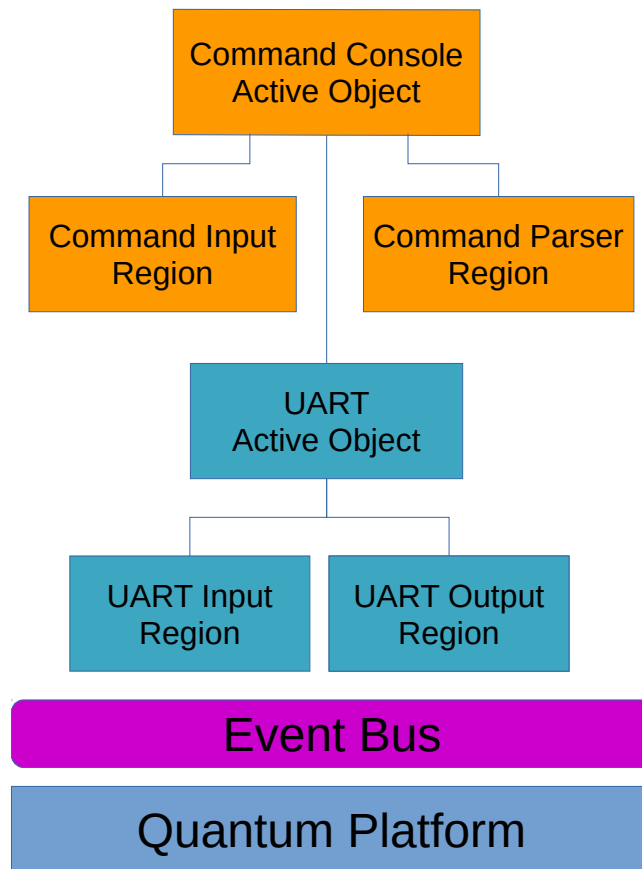 Command Console
Active Object
Command Input
Region
Command Parser
Region
UART
Active Object
UART Input
Region
UART Output
Region
Event Bus
Quantum Platform